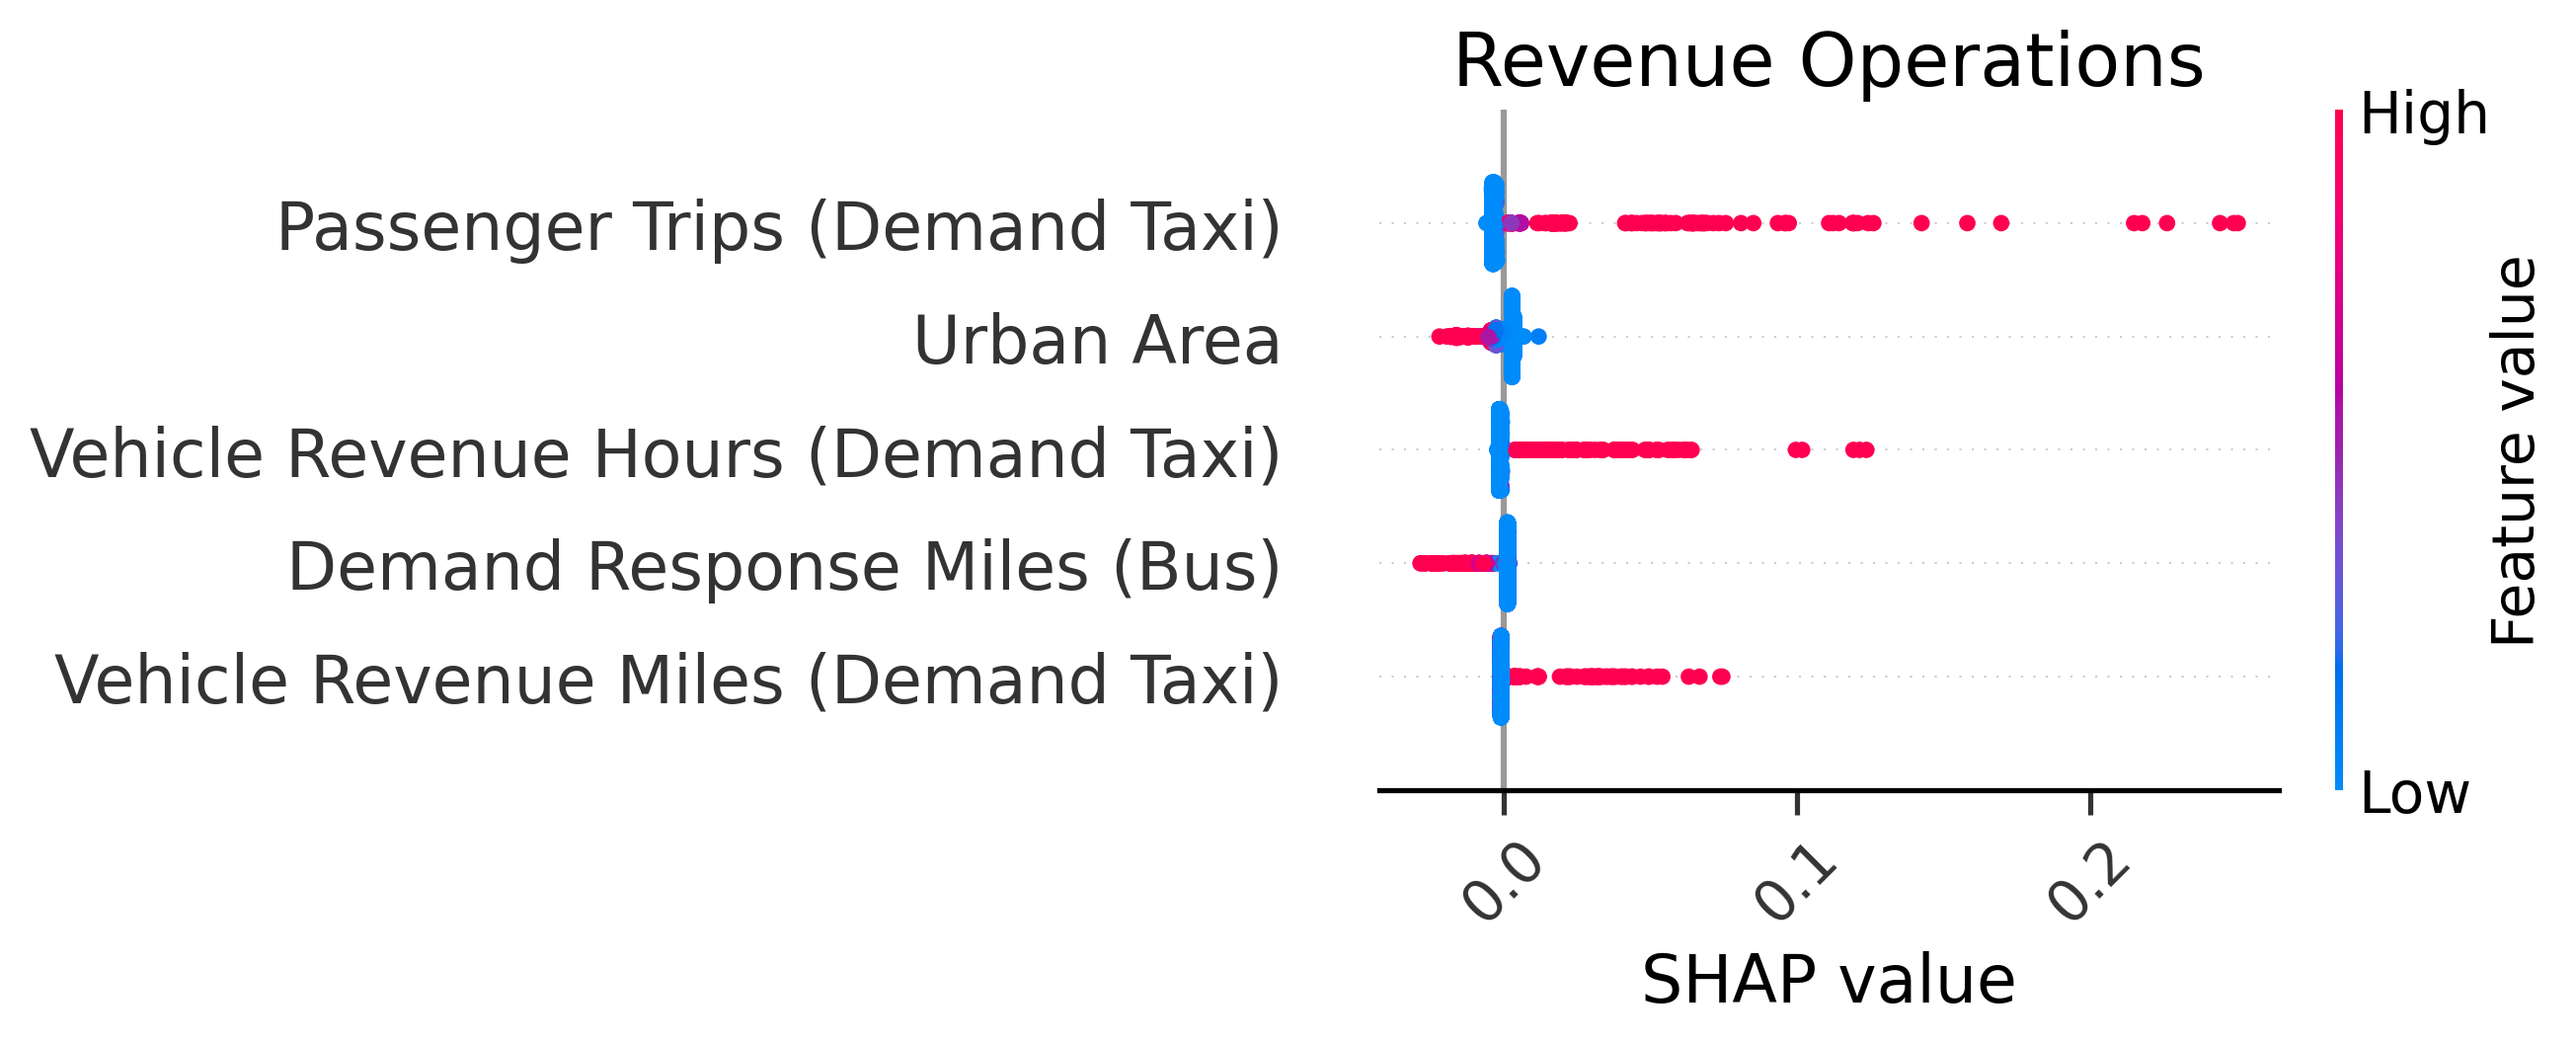 Revenue Operations
High
Passenger Trips (Demand Taxi)
Urban Area
Vehicle Revenue Hours (Demand Taxi)
Demand Response Miles (Bus)
Vehicle Revenue Miles (Demand Taxi)
Feature value
Low
0.0
0.1
0.2
SHAP value